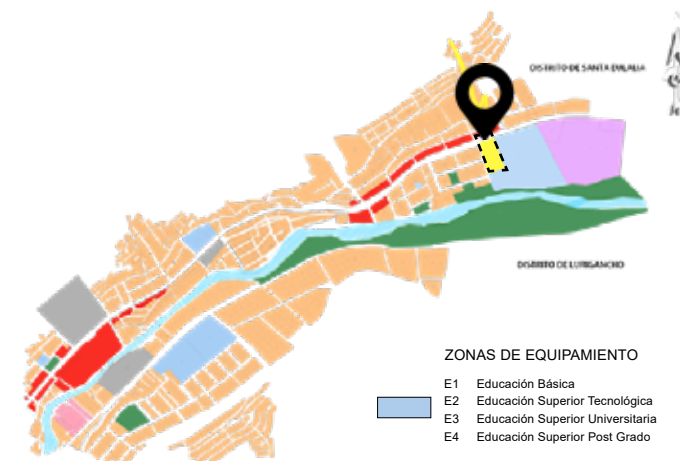 DISTRITO DE SANTA EULALIA
DISTRITO DE LURIGANCHO
ZONAS DE EQUIPAMIENTO
E1 Educación Básica
E2 Educación Superior Tecnológica
E3 Educación Superior Universitaria
E4 Educación Superior Post Grado